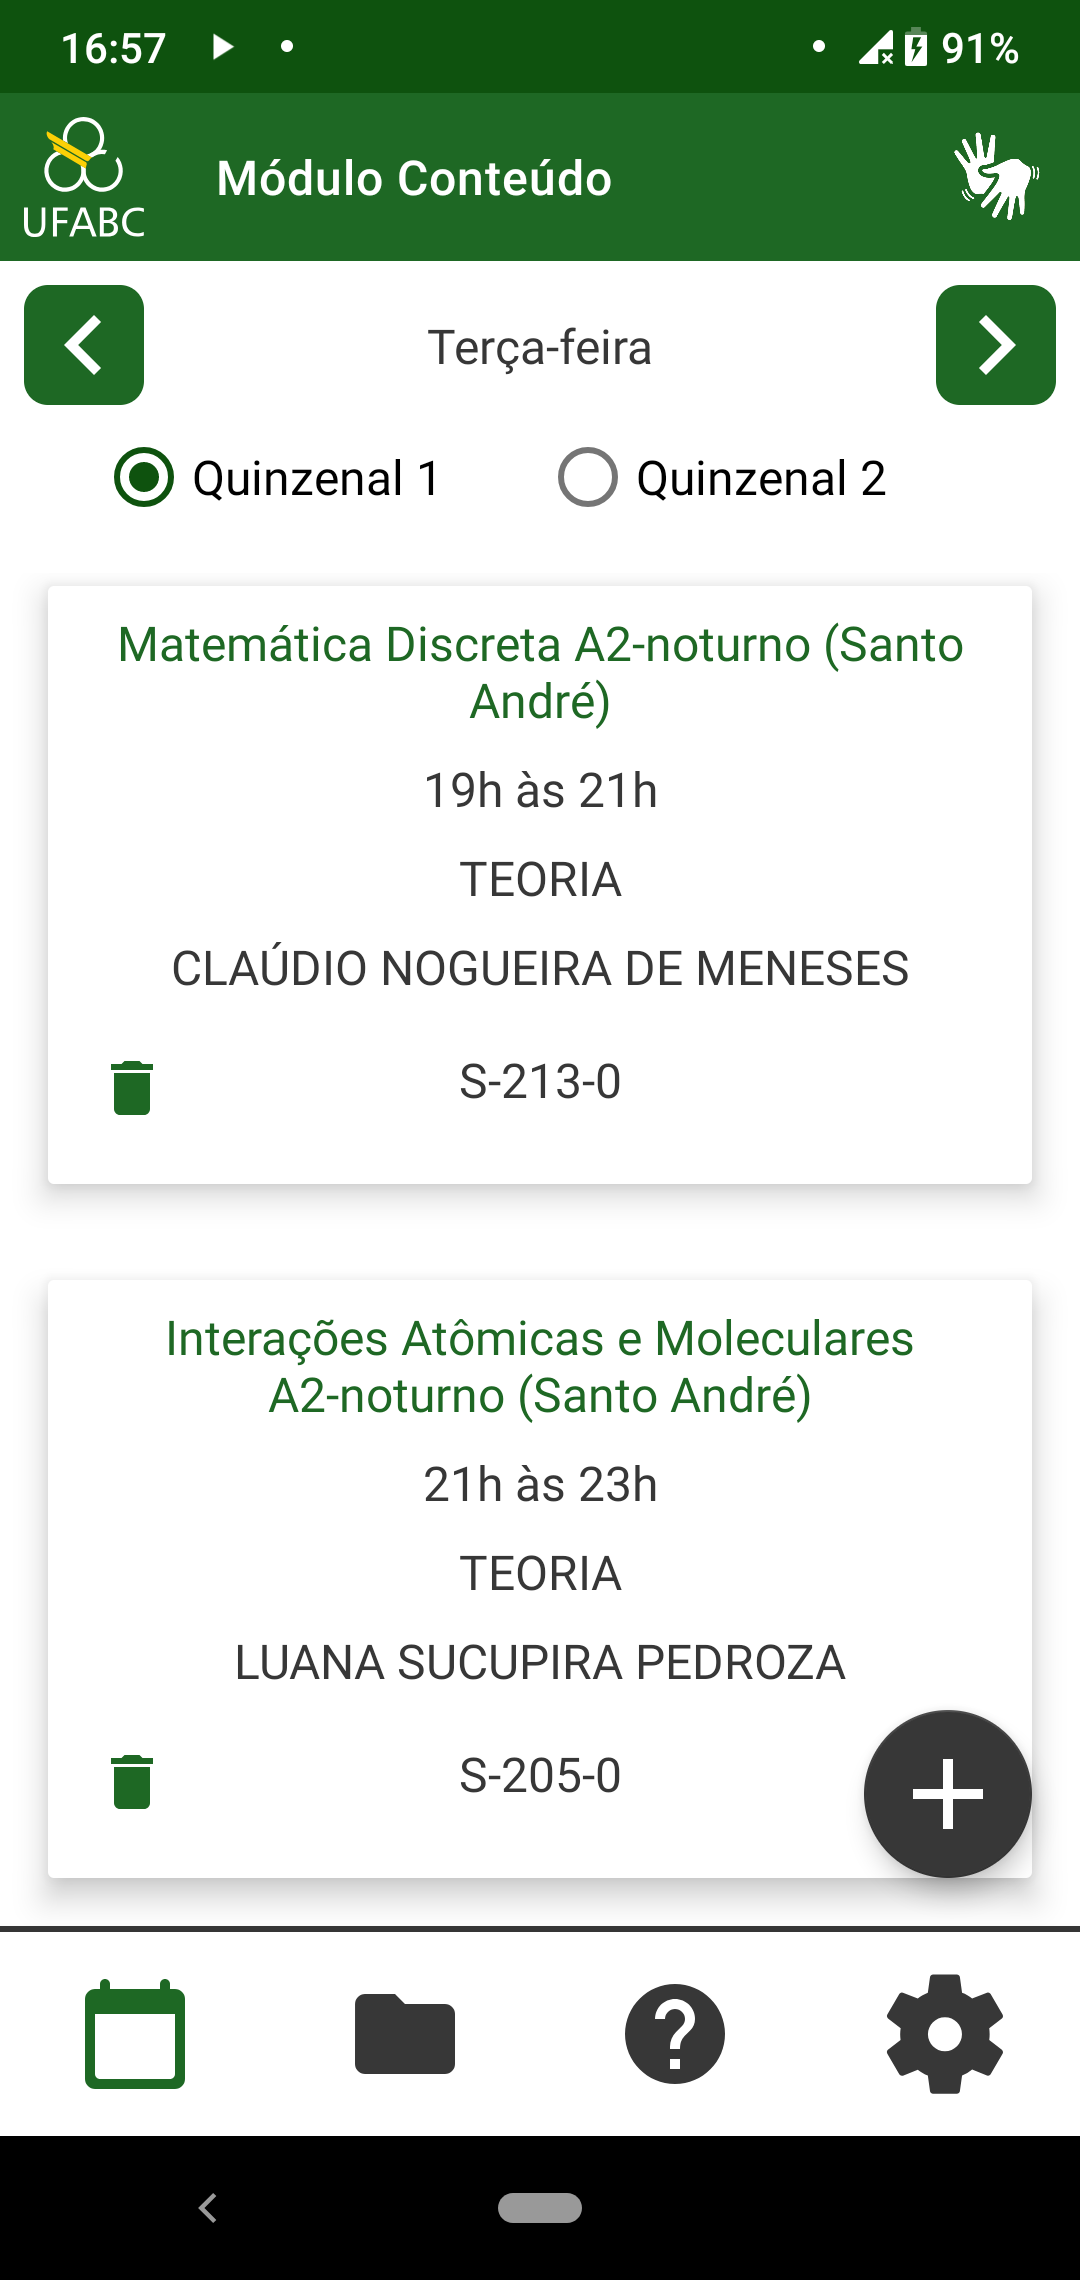 16:57
91%
UFABC
Módulo Conteúdo
Terça-feira
Quinzenal 1
Quinzenal 2
Matemática Discreta A2-noturno (Santo
André)
19h às 21h
TEORIA
CLAÚDIO NOGUEIRA DE MENESES
S-213-0
Interações Atômicas e Moleculares
A2-noturno (Santo André)
21h às 23h
TEORIA
LUANA SUCUPIRA PEDROZA
S-205-0